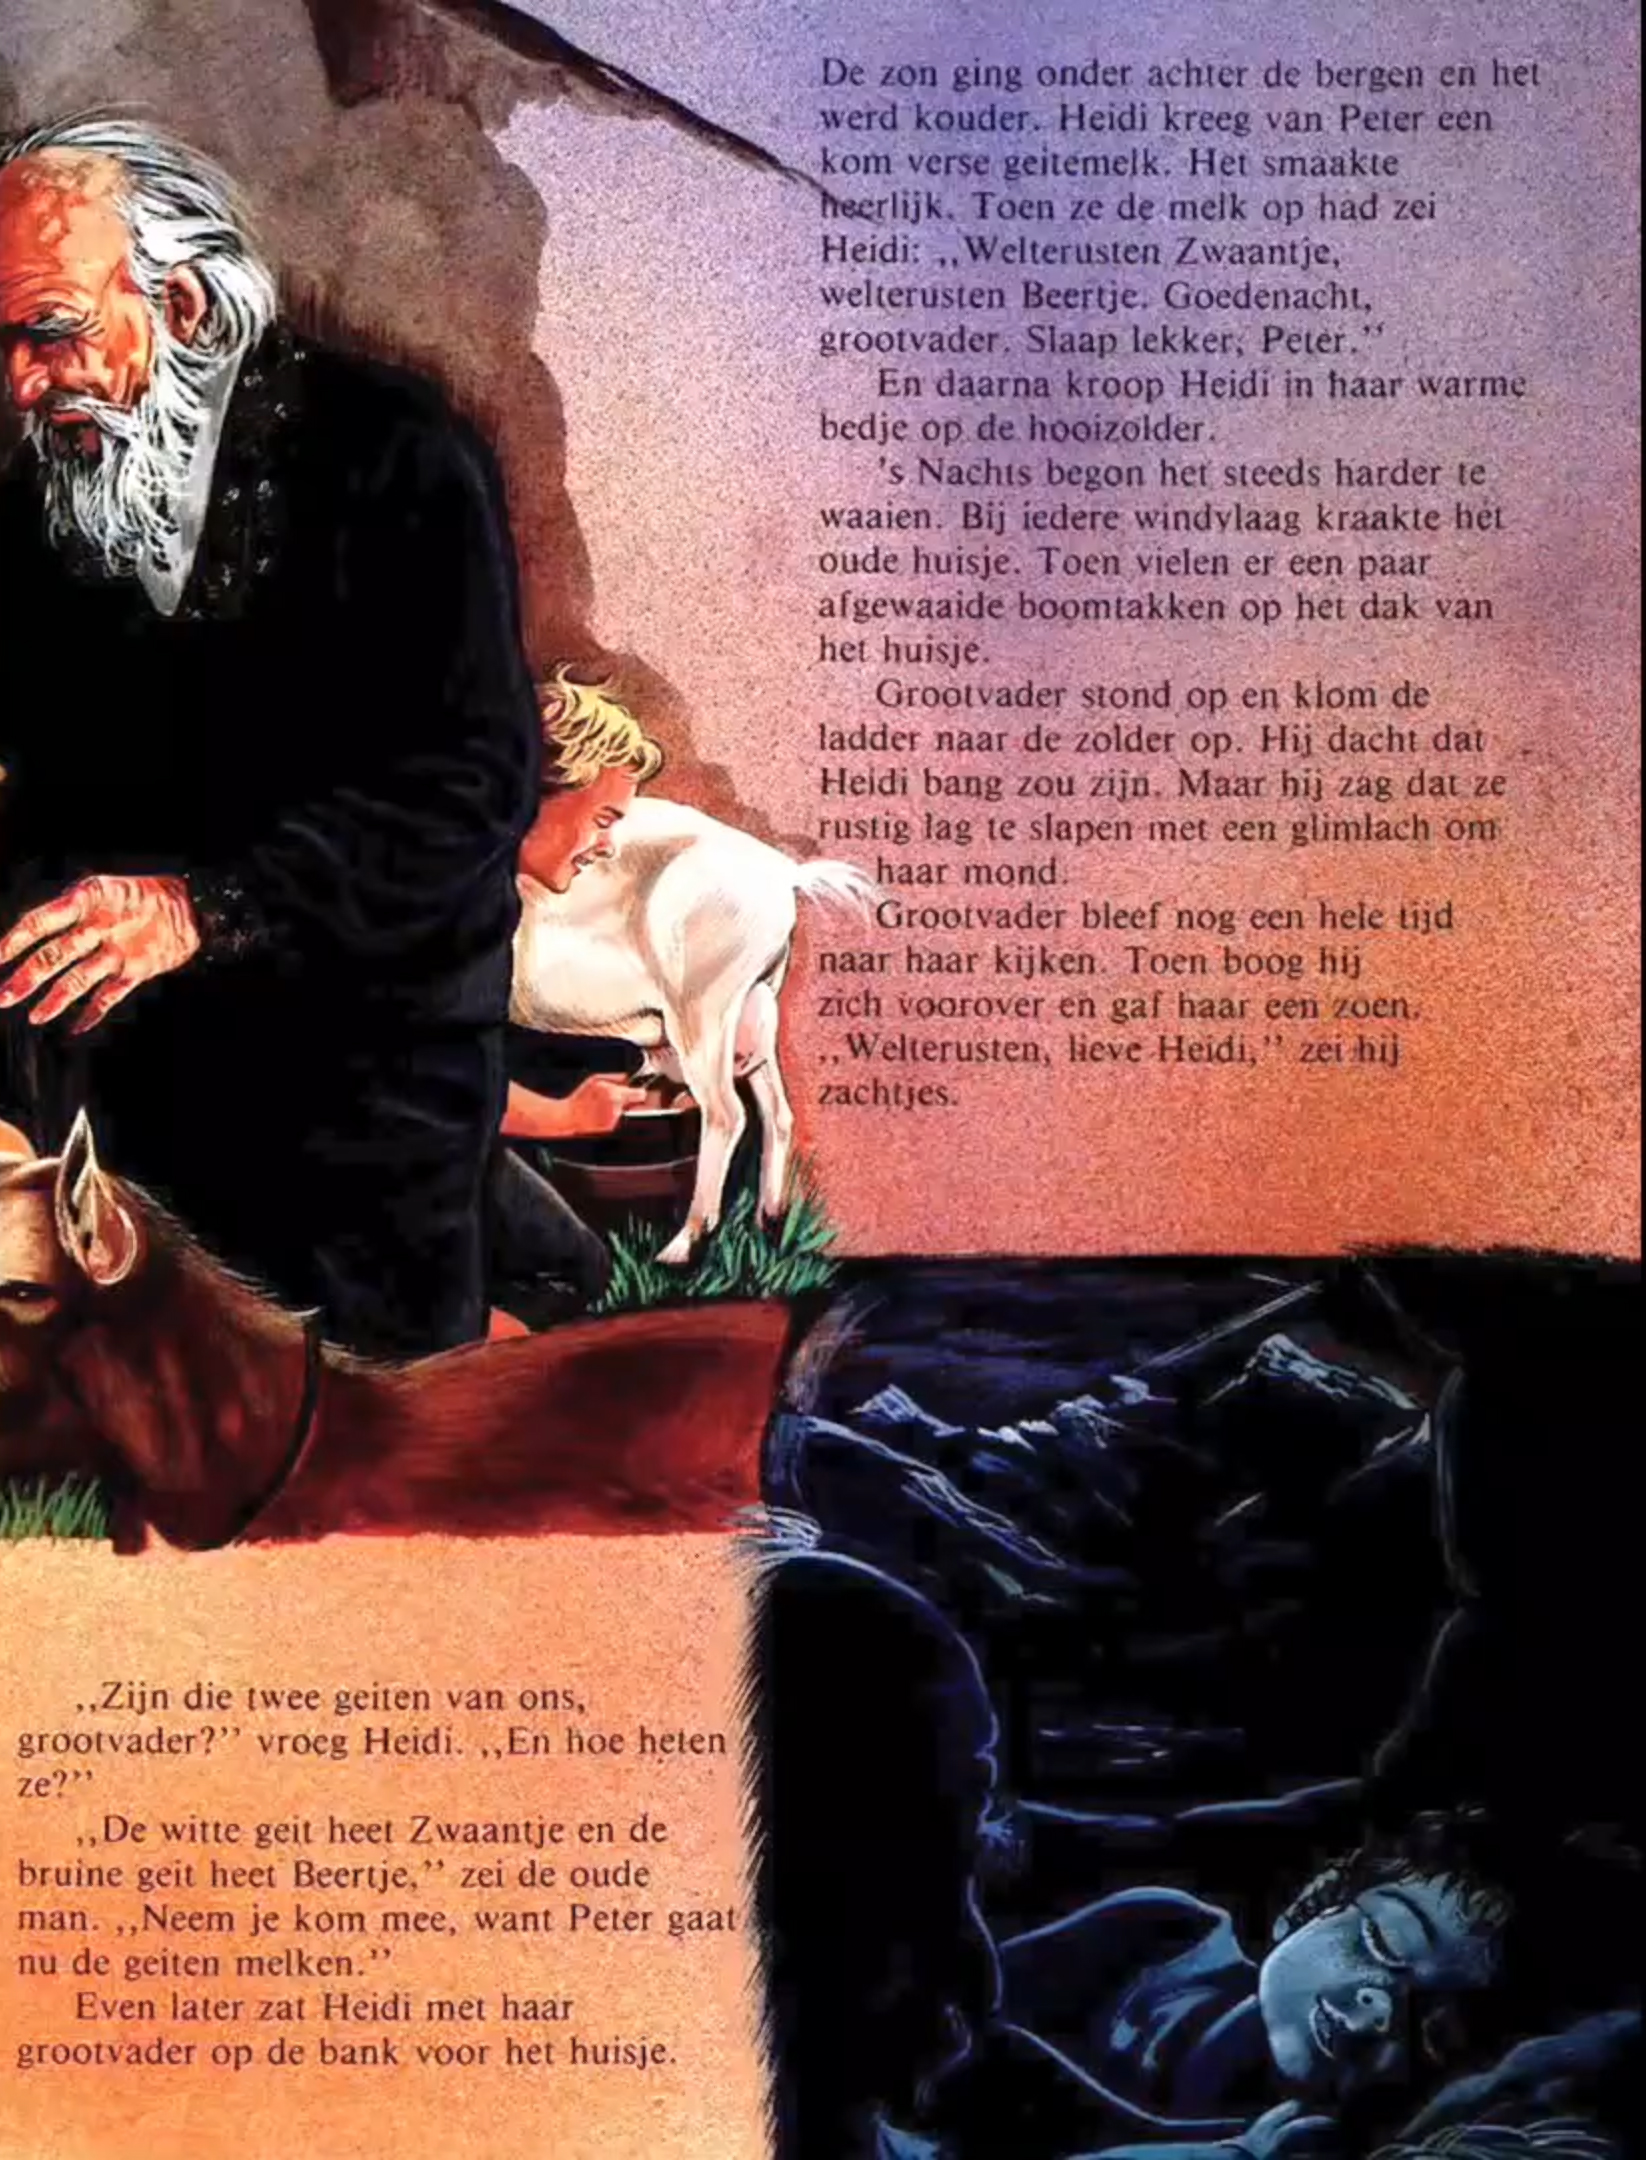 „Zijn die twee geiten van ons,
grootvader?” vroeg Heidi. „En hoe heten
ze?”
„De witte geit heet Zwaantje en de
bruine geit heet Beertje,” zei de oude
man. „Neem je kom mee, want Peter gaat
nu de geiten melken.”
Even later zat Heidi met haar
grootvader op de bank voor het huisje.
De zon ging onder achter de bergen en het
werd kouder. Heidi kreeg van Peter een
kom verse geitemelk. Het smaakte
heerlijk. Toen ze de melk op had zei
Heidi: „Welterusten Zwaantje,
welterusten Beertje. Goedenacht,
grootvader. Slaap lekker, Peter.”
En daarna kroop Heidi in haar warme
bedje op de hooizolder.
's Nachts begon het steeds harder te
waaien. Bij iedere windvlaag kraakte het
oude huisje. Toen vielen er een paar
afgewaaide boomtakken op het dak van
het huisje.
Grootvader stond op en klom de
ladder naar de zolder op. Hij dacht dat
Heidi bang zou zijn. Maar hij zag dat ze
rustig lag te slapen met een glimlach om
haar mond.
Grootvader bleef nog een hele tijd
naar haar kijken. Toen boog hij
zich voorover en gaf haar een zoen.
„Welterusten, lieve Heidi,” zei hij
zachtjes.